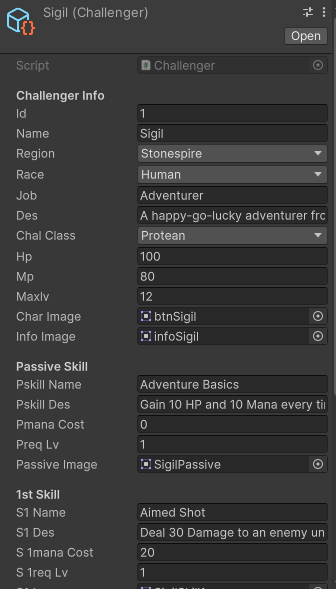 Sigil (Challenger)
Open
Script Challenger
Challenger Info
Id 1
Name Sigil
Region Stonespire
Race Human
Job Adventurer
Des A happy-go-lucky adventurer fro
Chal Class Protean
Hp 100
Mp 80
Maxlv 12
Char Image btnSigil
Info Image infoSigil
Passive Skill
Pskill Name Adventure Basics
Pskill Des Gain 10 HP and 10 Mana every ti
Pmana Cost 0
Preq Lv 1
Passive Image SigilPassive
1st Skill
S1 Name Aimed Shot
S1 Des Deal 30 Damage to an enemy un
S 1mana Cost 20
S 1req Lv 1